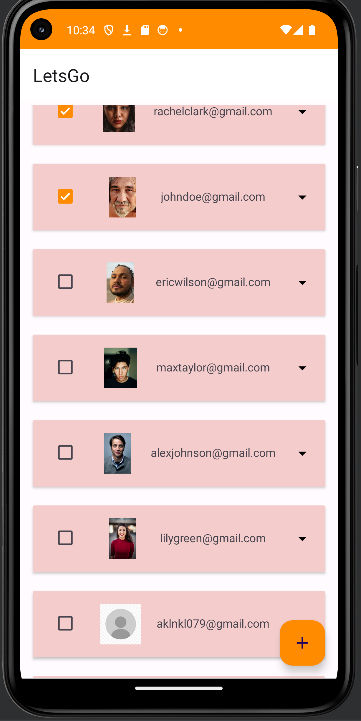 10:34
LetsGo
rachelclark@gmail.com
johndoe@gmail.com
ericwilson@gmail.com
maxtaylor@gmail.com
alexjohnson@gmail.com
lilygreen@gmail.com
aklnkl079@gmail.com